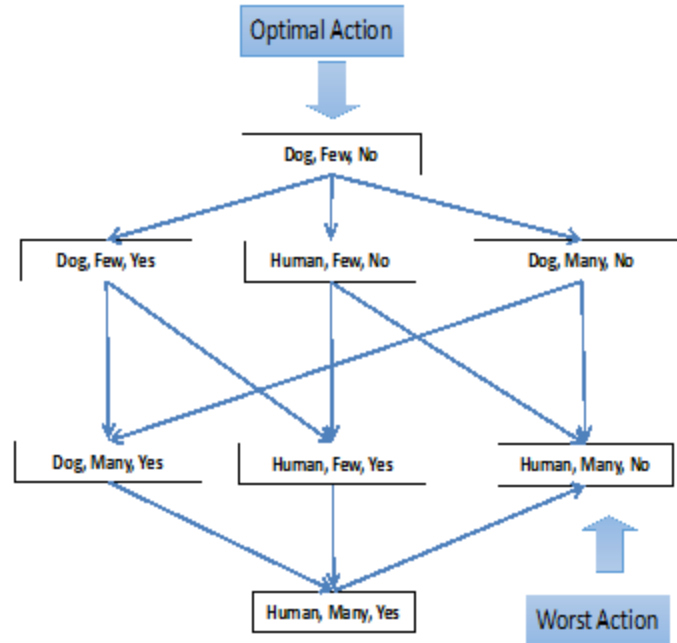 Optimal Action
Dog, Few, No
Dog, Few, Yes
Human, Few, No
Dog, Many, No
Dog, Many, Yes
Human, Few, Yes
Human, Many, No
Human, Many, Yes
Worst Action